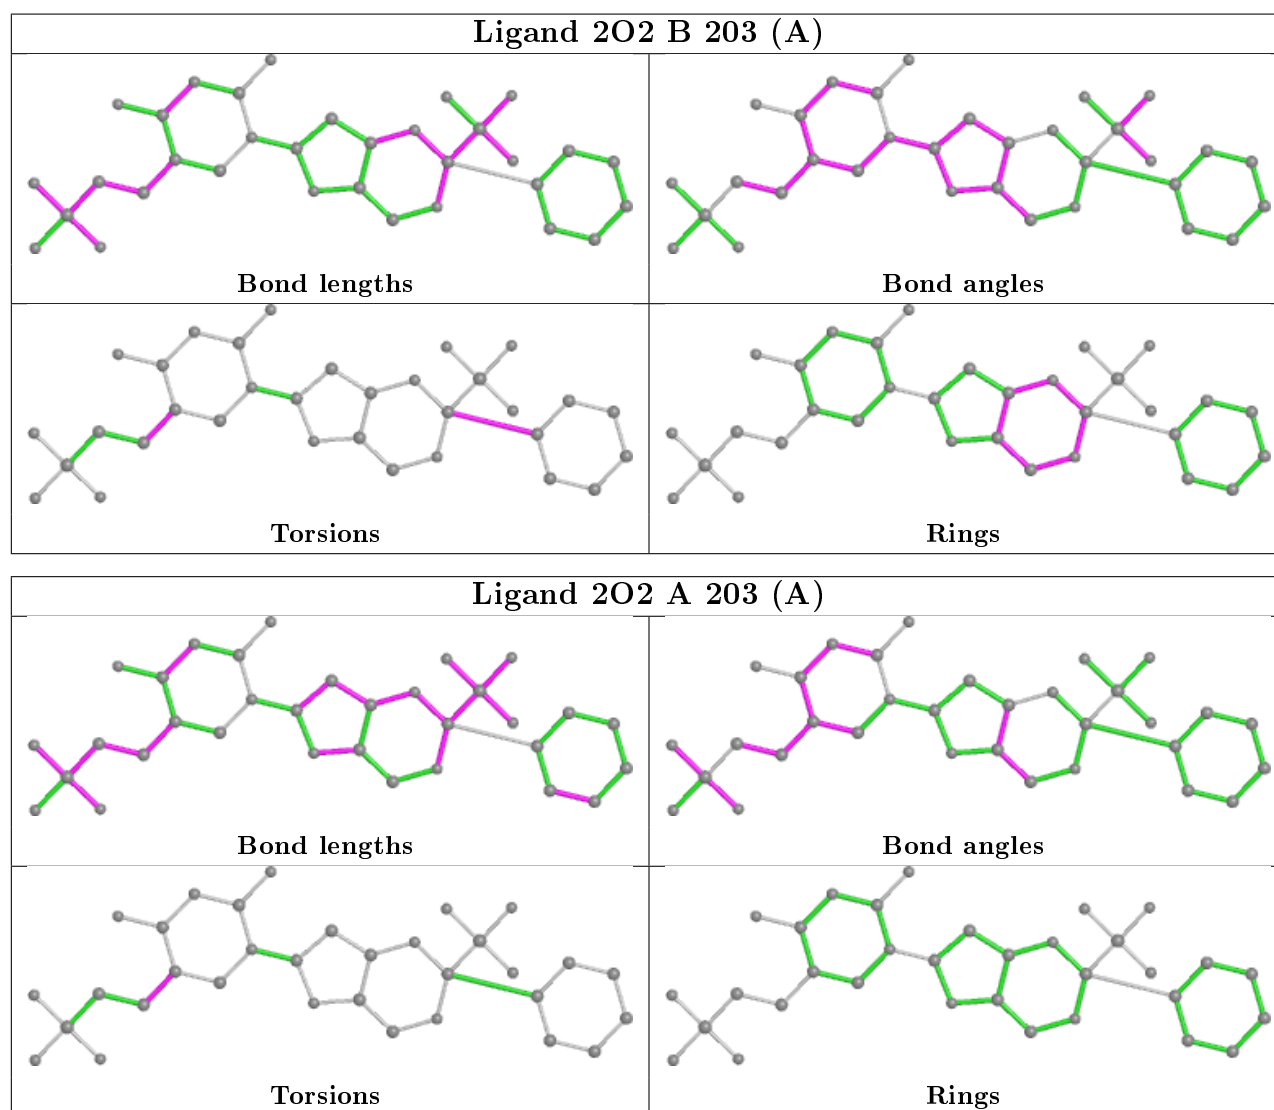 Ligand 2O2 B 203 (A)
Bond lengths
Bond angles
Torsions
Rings
Ligand 2O2 A 203 (A)
Bond lengths
Bond angles
Torsions
Rings